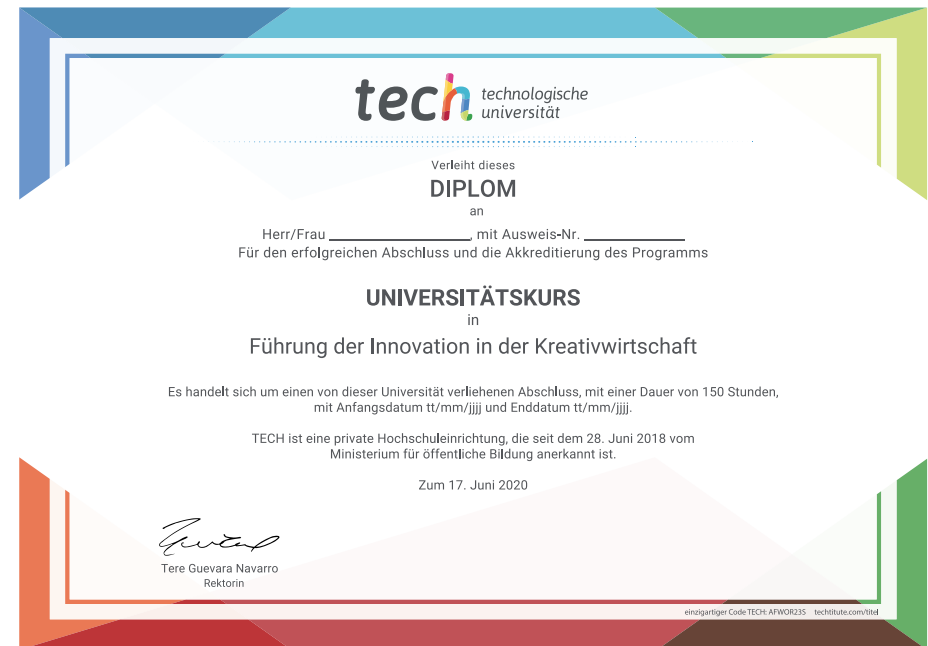 tech technologische
universität
Verleiht dieses
DIPLOM
an
Herr/Frau ____________________, mit Ausweis-Nr. ______________
Für den erfolgreichen Abschluss und die Akkreditierung des Programms
UNIVERSITÄTSKURS
in
Führung der Innovation in der Kreativwirtschaft
Es handelt sich um einen von dieser Universität verliehenen Abschluss, mit einer Dauer von 150 Stunden,
mit Anfangsdatum tt/mm/jjjj und Enddatum tt/mm/jjjj.
TECH ist eine private Hochschuleinrichtung, die seit dem 28. Juni 2018 vom
Ministerium für öffentliche Bildung anerkannt ist.
Zum 17. Juni 2020
Tere Guevara Navarro
Rektorin
einzigartiger Code TECH: AFWOR23S techtitute.com/titel